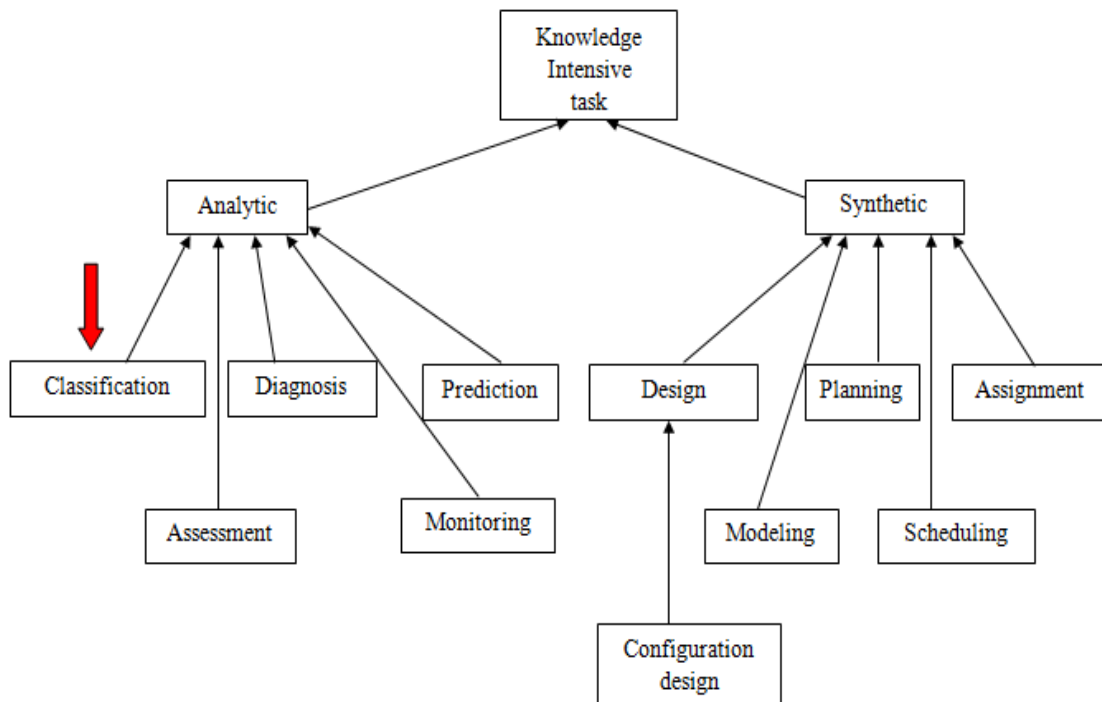 Knowledge
Intensive
task
Analytic
Synthetic
Classification
Diagnosis
Prediction
Design
Planning
Assignment
Assessment
Monitoring
Modeling
Scheduling
Configuration
design